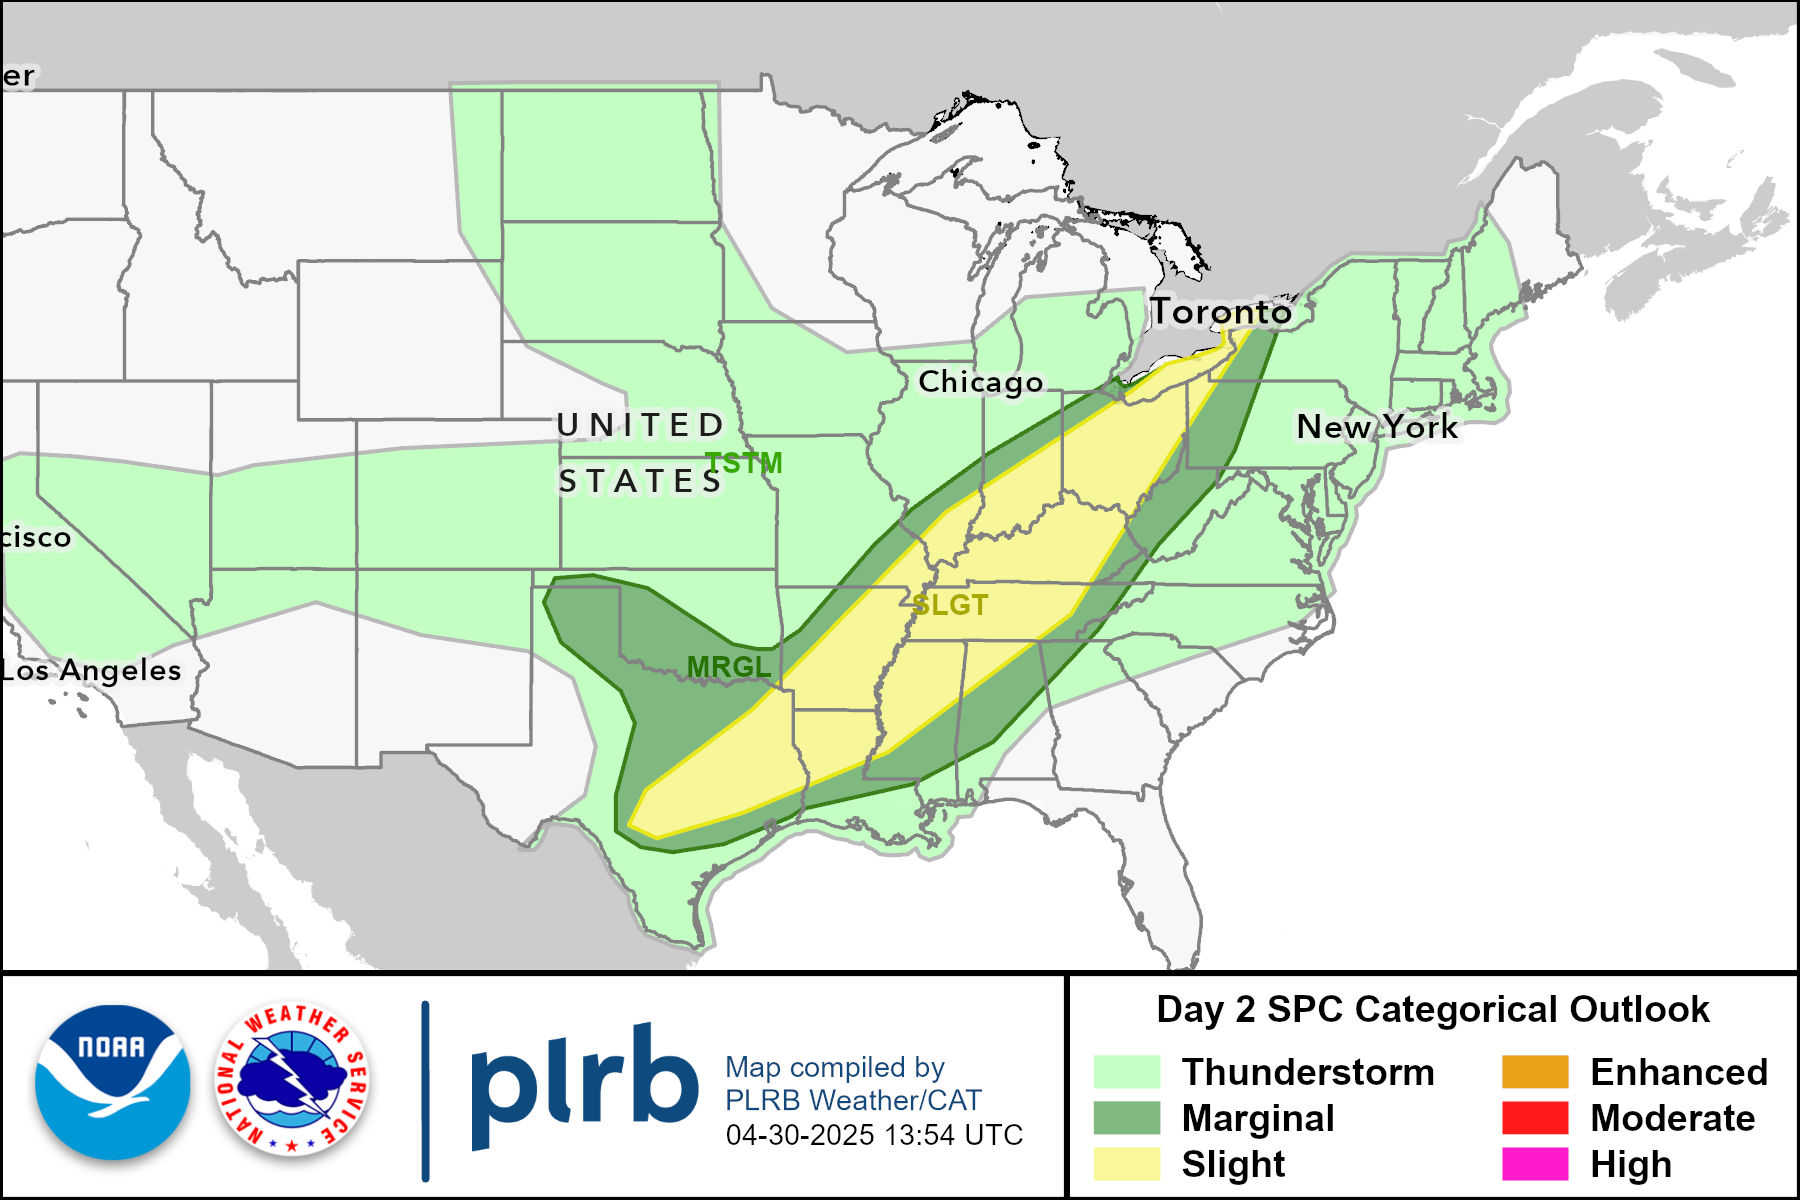 er
Toronto
Chicago
UNITED
New York
TSTM
STATES
cisco
SLGT
Los Angeles
MRGL
NOAA
NATIONAL WEATHER SERVICE
plrb
Map compiled by
PLRB Weather/CAT
04-30-2025 13:54 UTC
Day 2 SPC Categorical Outlook
Thunderstorm
Enhanced
Marginal
Moderate
Slight
High